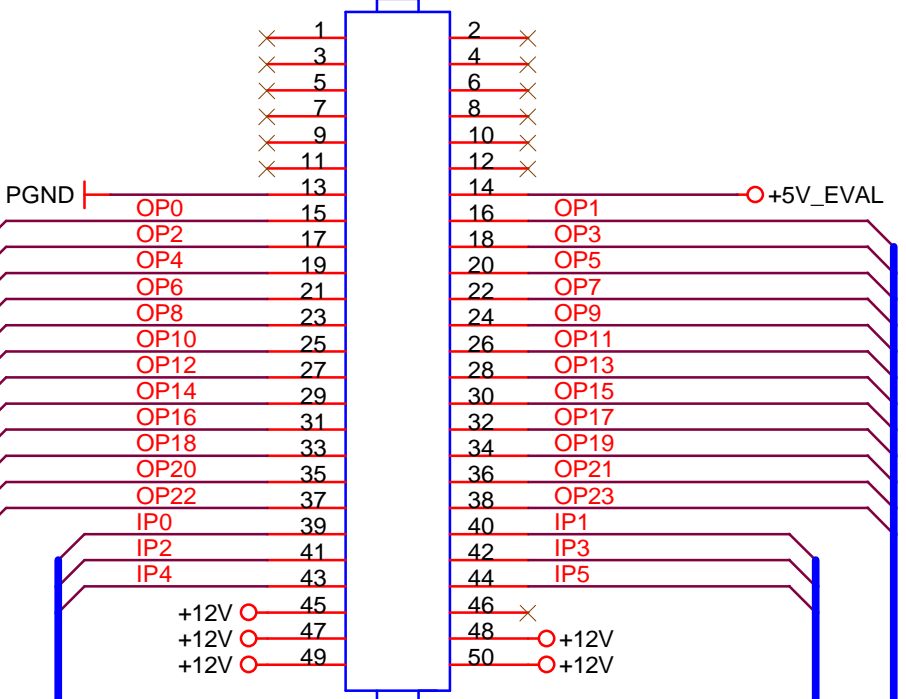 1 2
3 4
5 6
7 8
9 10
11 12
PGND 13 14 +5V_EVAL
OP0 15 16 OP1
OP2 17 18 OP3
OP4 19 20 OP5
OP6 21 22 OP7
OP8 23 24 OP9
OP10 25 26 OP11
OP12 27 28 OP13
OP14 29 30 OP15
OP16 31 32 OP17
OP18 33 34 OP19
OP20 35 36 OP21
OP22 37 38 OP23
IP0 39 40 IP1
IP2 41 42 IP3
IP4 43 44 IP5
+12V 45 46
+12V 47 48 +12V
+12V 49 50 +12V